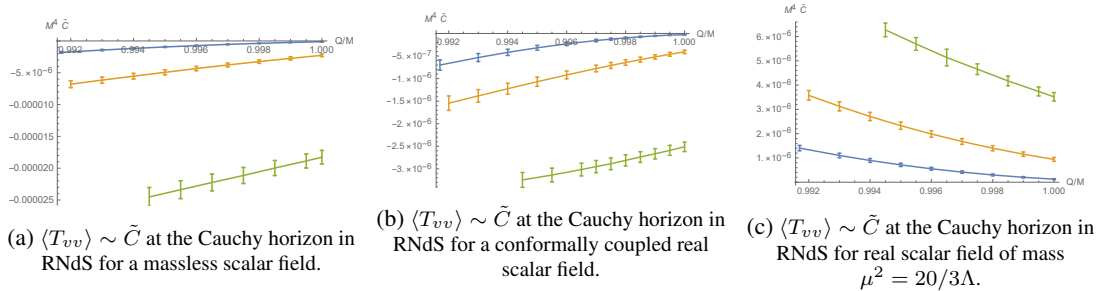 M⁴ C̃
0.992 0.994 0.996 0.998 1.000
Q/M
−5. × 10⁻⁶
−0.000010
−0.000015
−0.000020
−0.000025
(a) ⟨Tᵥᵥ⟩ ∼ C̃ at the Cauchy horizon in
RNdS for a massless scalar field.
M⁴ C̃
0.992 0.994 0.996 0.998 1.000
Q/M
−5. × 10⁻⁷
−1. × 10⁻⁶
−1.5 × 10⁻⁶
−2. × 10⁻⁶
−2.5 × 10⁻⁶
−3. × 10⁻⁶
(b) ⟨Tᵥᵥ⟩ ∼ C̃ at the Cauchy horizon in
RNdS for a conformally coupled real
scalar field.
M⁴ C̃
6. × 10⁻⁶
5. × 10⁻⁶
4. × 10⁻⁶
3. × 10⁻⁶
2. × 10⁻⁶
1. × 10⁻⁶
0.992 0.994 0.996 0.998 1.000
Q/M
(c) ⟨Tᵥᵥ⟩ ∼ C̃ at the Cauchy horizon in
RNdS for real scalar field of mass
μ² = 20/3Λ.